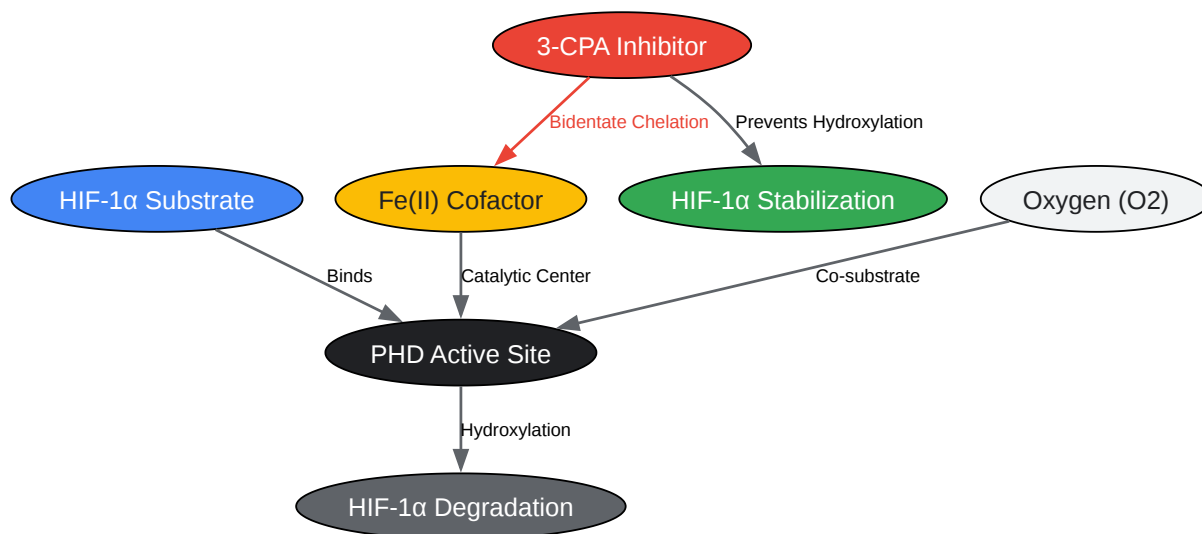 3-CPA Inhibitor
Bidentate Chelation
Prevents Hydroxylation
HIF-1α Substrate
Fe(II) Cofactor
HIF-1α Stabilization
Oxygen (O2)
Binds
Catalytic Center
Co-substrate
PHD Active Site
Hydroxylation
HIF-1α Degradation